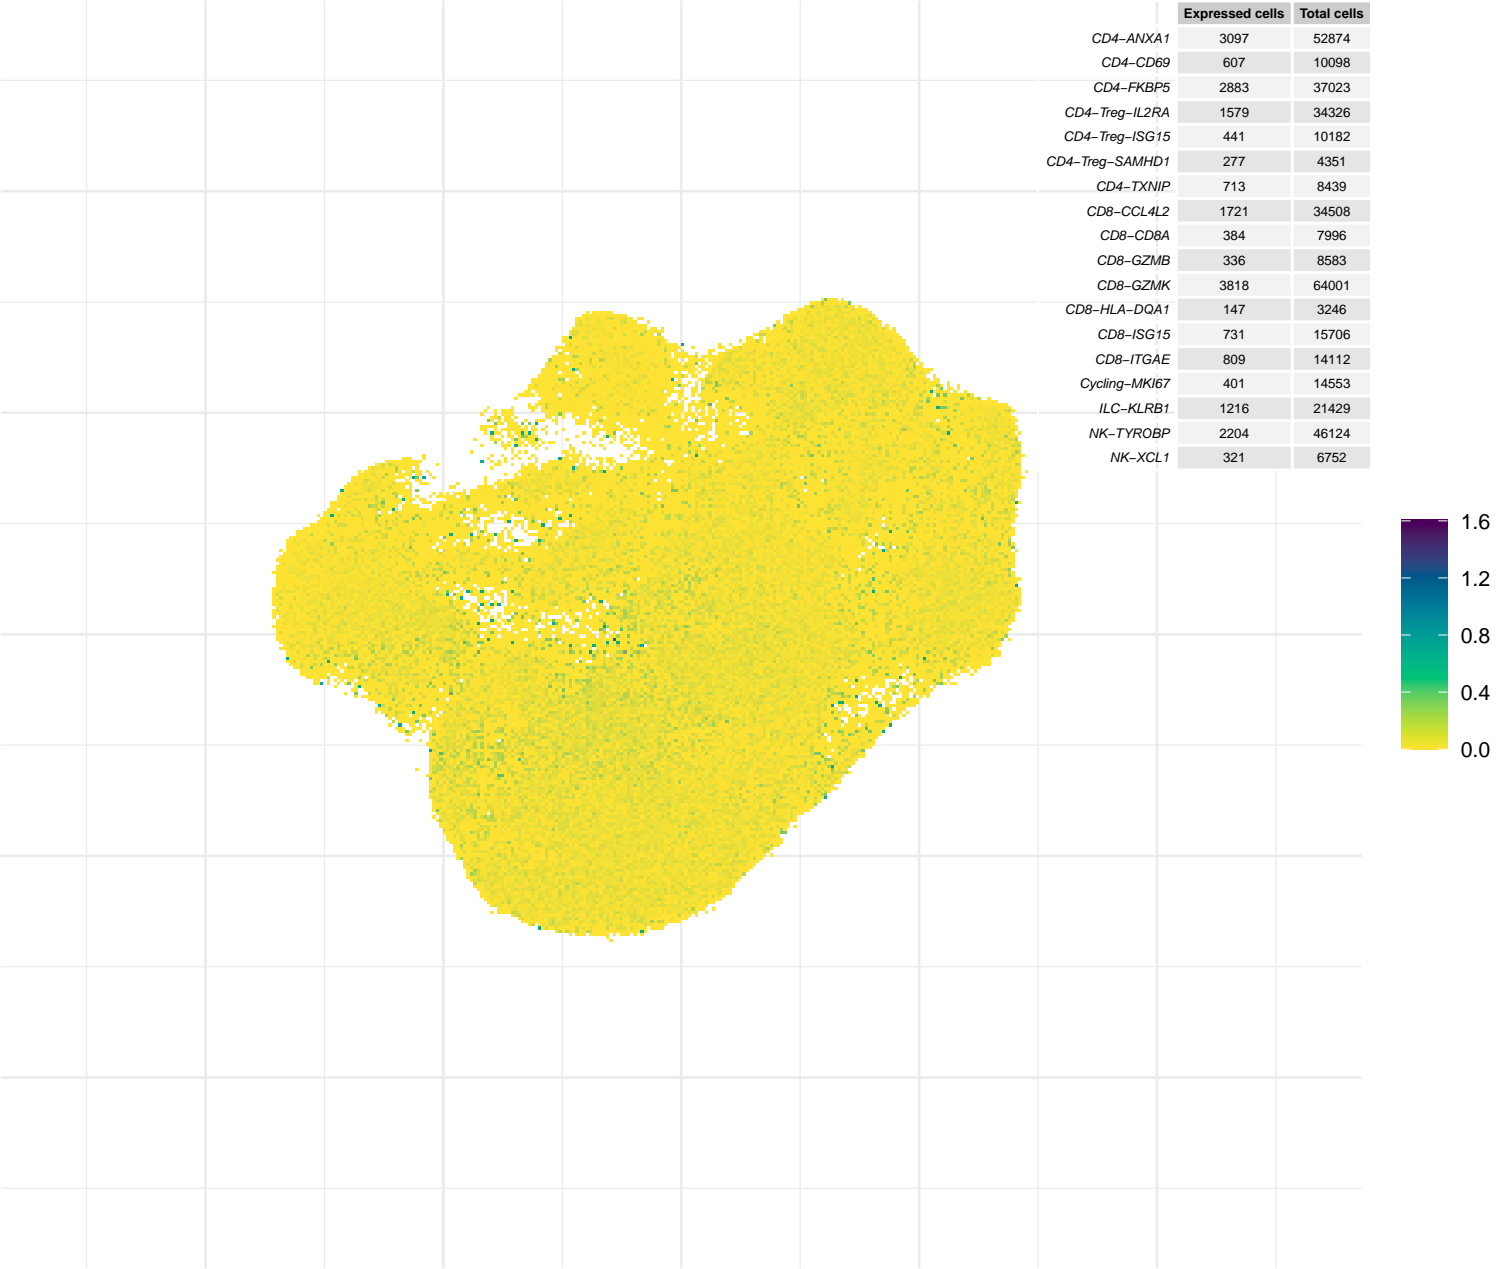 Expressed cells Total cells
CD4−ANXA1 3097 52874
CD4−CD69 607 10098
CD4−FKBP5 2883 37023
CD4−Treg−IL2RA 1579 34326
CD4−Treg−ISG15 441 10182
CD4−Treg−SAMHD1 277 4351
CD4−TXNIP 713 8439
CD8−CCL4L2 1721 34508
CD8−CD8A 384 7996
CD8−GZMB 336 8583
CD8−GZMK 3818 64001
CD8−HLA−DQA1 147 3246
CD8−ISG15 731 15706
CD8−ITGAE 809 14112
Cycling−MKI67 401 14553
ILC−KLRB1 1216 21429
NK−TYROBP 2204 46124
NK−XCL1 321 6752
1.6
1.2
0.8
0.4
0.0